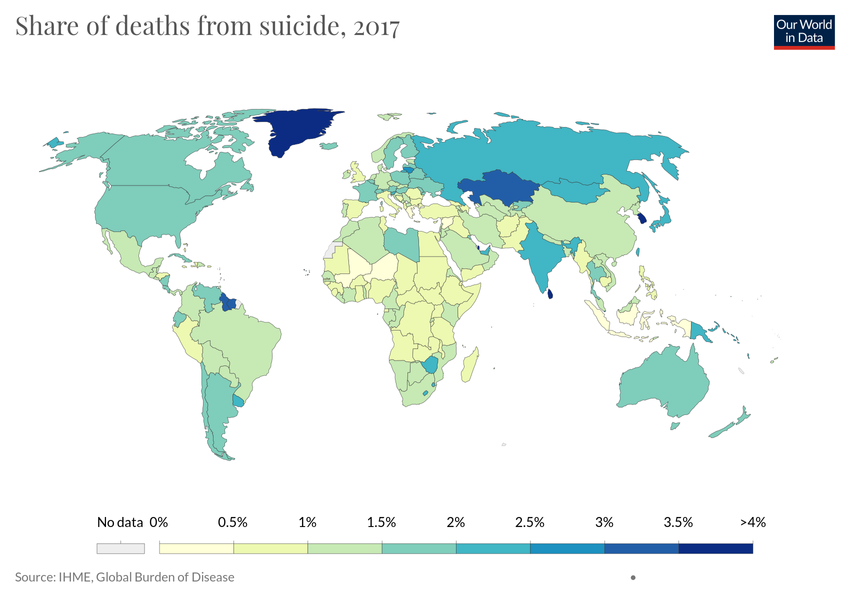 Share of deaths from suicide, 2017
Our World
in Data
No data 0% 0.5% 1% 1.5% 2% 2.5% 3% 3.5% >4%
Source: IHME, Global Burden of Disease